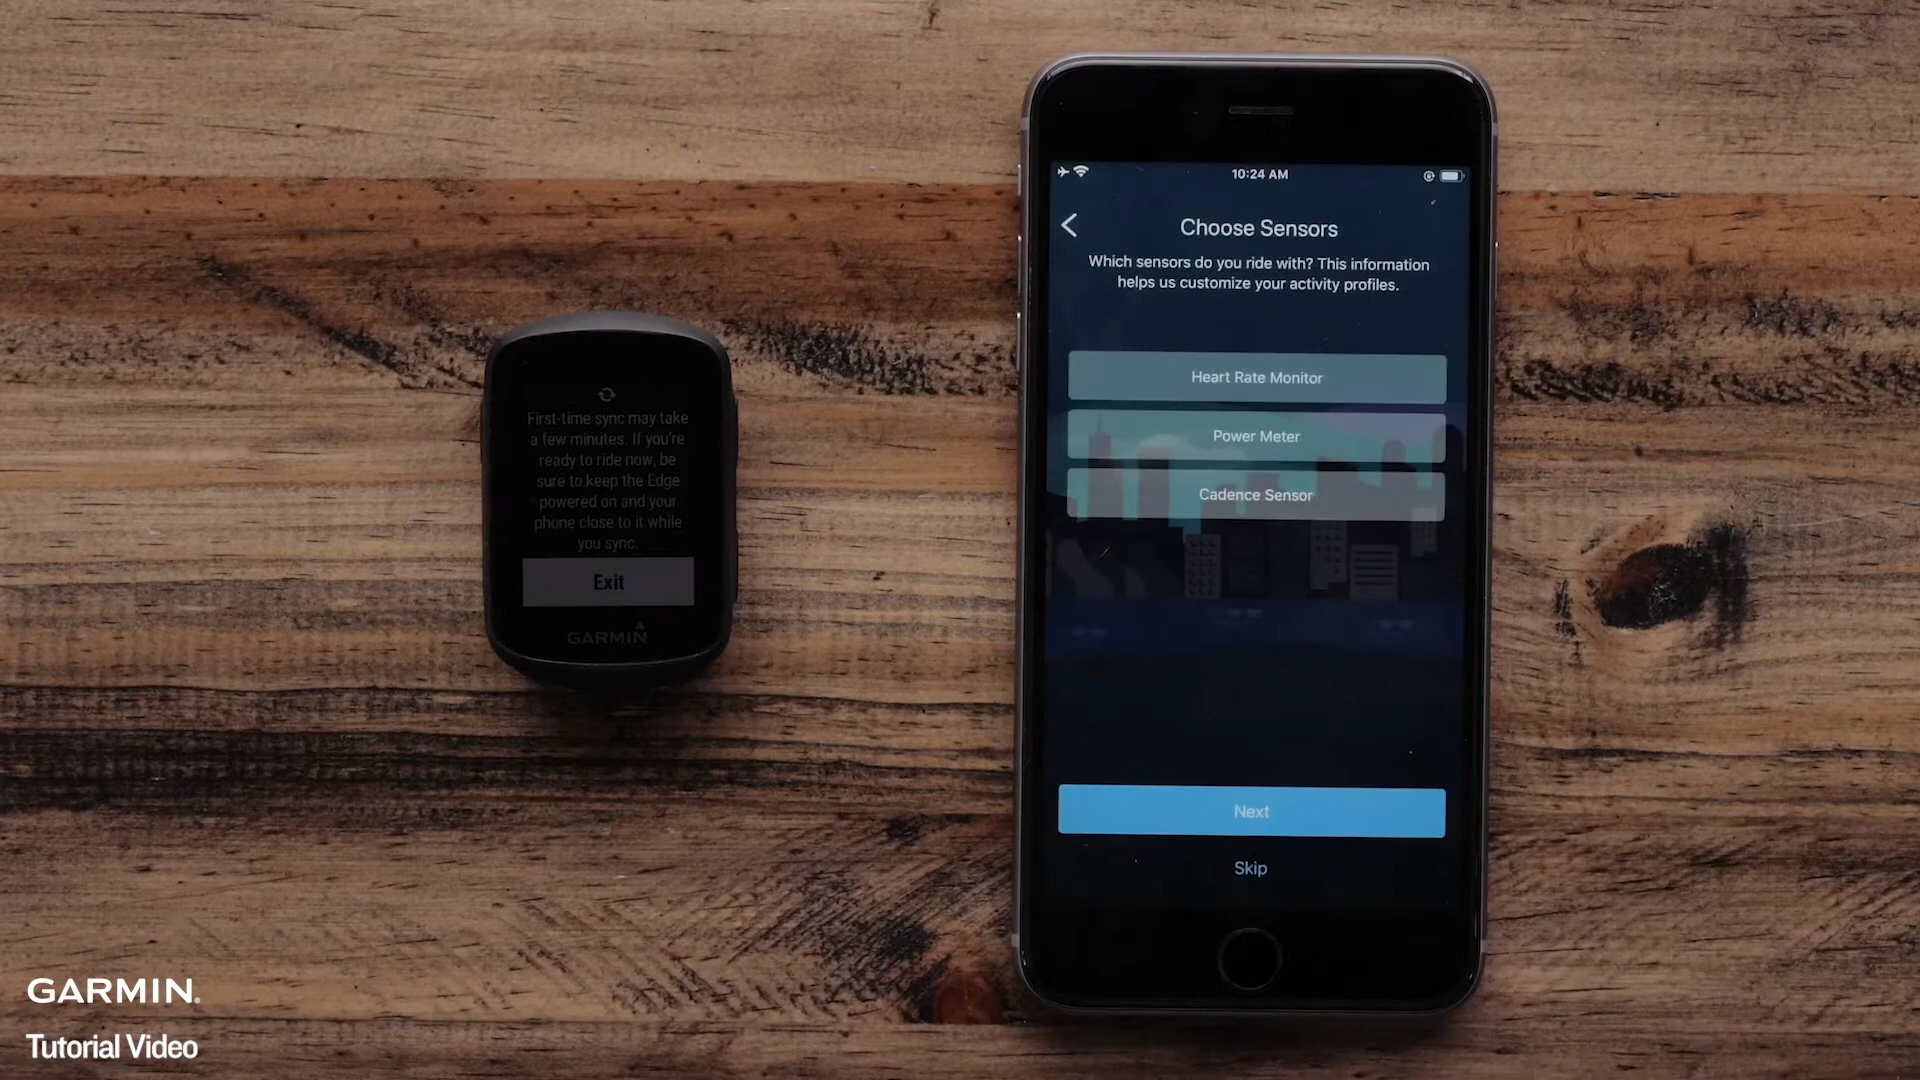 First-time sync may take
a few minutes. If you're
ready to ride now, be
sure to keep the Edge
powered on and your
phone close to it while
you sync.
Exit
GARMIN
10:24 AM
Choose Sensors
Which sensors do you ride with? This information
helps us customize your activity profiles.
Heart Rate Monitor
Power Meter
Cadence Sensor
Next
Skip
GARMIN.
Tutorial Video